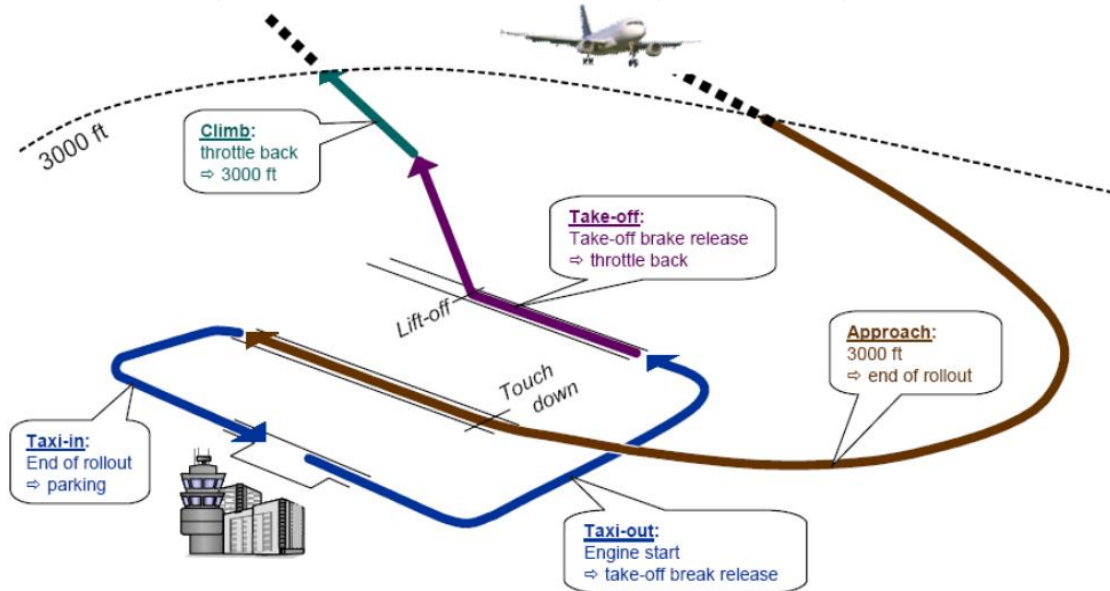 3000 ft
Climb:
throttle back
⇨ 3000 ft
Take-off:
Take-off brake release
⇨ throttle back
Lift-off
Approach:
3000 ft
⇨ end of rollout
Touch
down
Taxi-in:
End of rollout
⇨ parking
Taxi-out:
Engine start
⇨ take-off break release